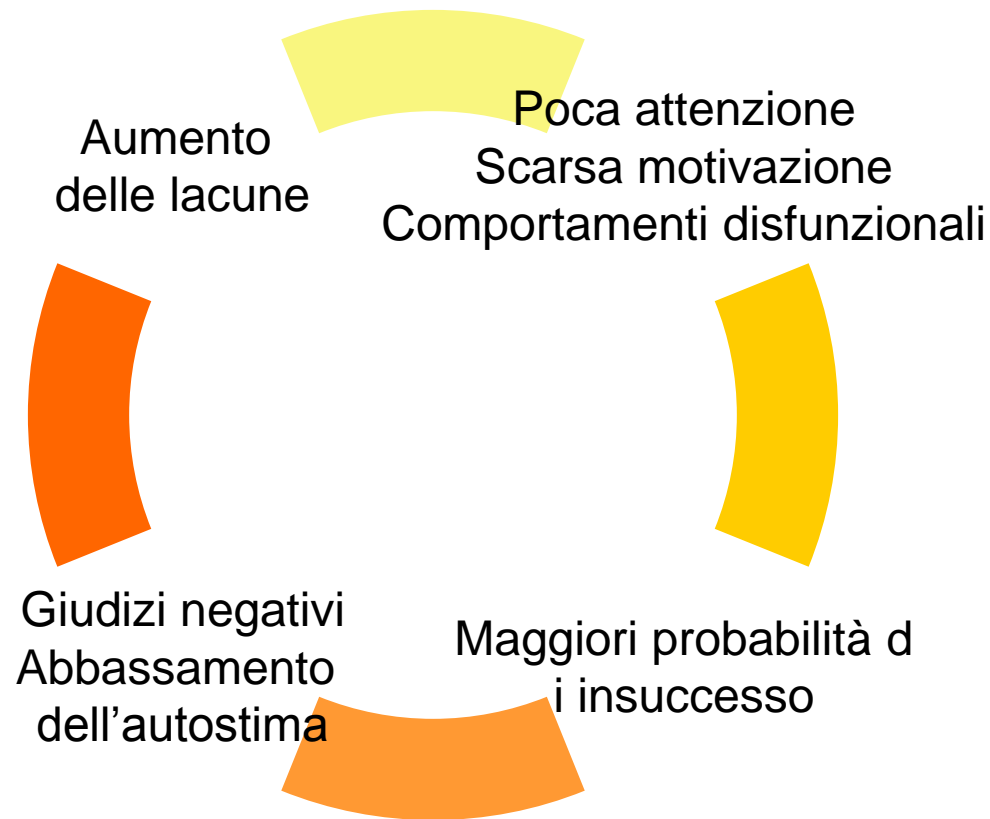 Aumento
delle lacune
Poca attenzione
Scarsa motivazione
Comportamenti disfunzionali
Giudizi negativi
Abbassamento
dell’autostima
Maggiori probabilità d
i insuccesso